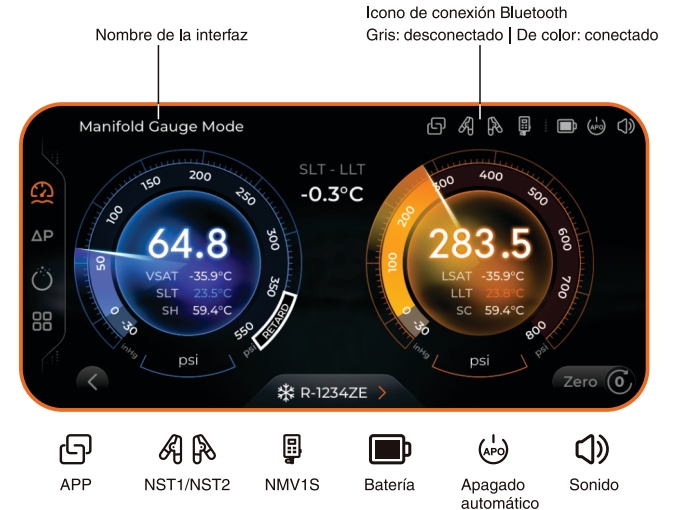 Icono de conexión Bluetooth
Nombre de la interfaz
Gris: desconectado | De color: conectado
Manifold Gauge Mode
APO
SLT - LLT
-0.3°C
-30
0
50
100
150
200
250
300
350
550
RETARD
inHg
psi
64.8
VSAT -35.9°C
SLT 23.5°C
SH 59.4°C
psi
-30
0
100
200
300
400
500
600
700
800
inHg
psi
283.5
LSAT -35.9°C
LLT 23.8°C
SC 59.4°C
psi
ΔP
R-1234ZE >
Zero 0
APO
APP
NST1/NST2
NMV1S
Batería
Apagado
automático
Sonido